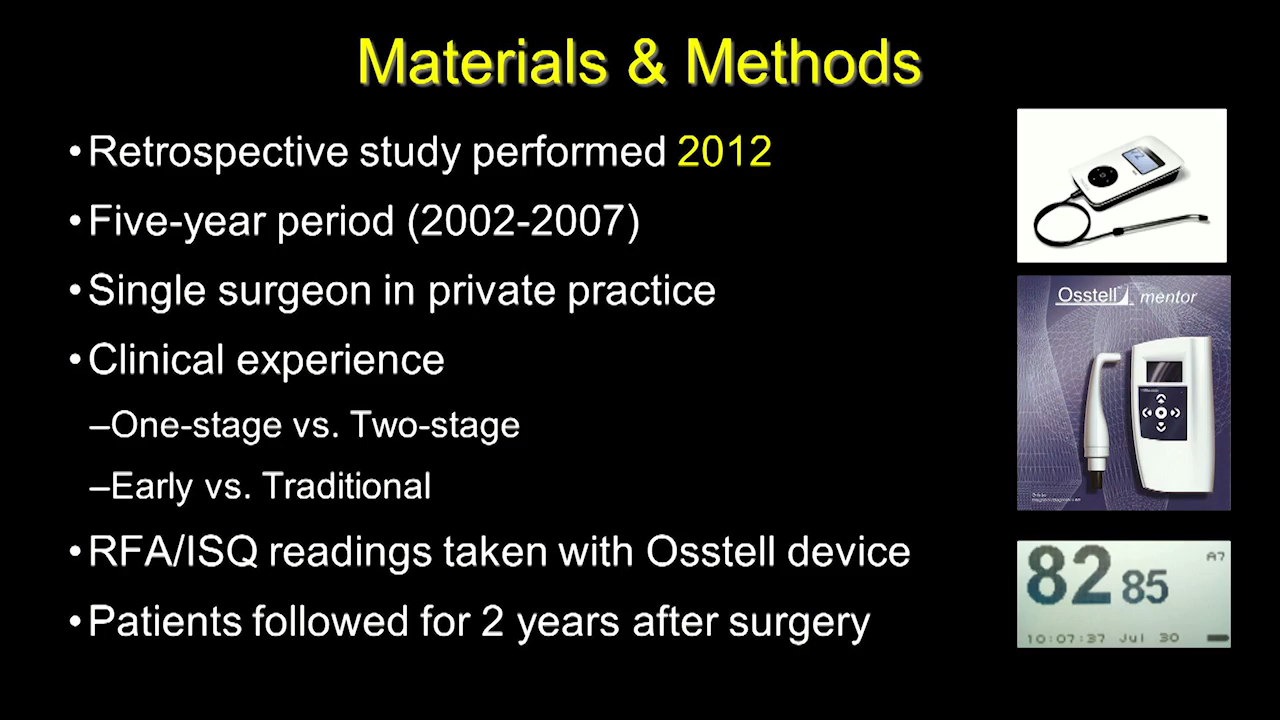 Materials & Methods
•Retrospective study performed 2012
•Five-year period (2002-2007)
•Single surgeon in private practice
•Clinical experience
–One-stage vs. Two-stage
–Early vs. Traditional
•RFA/ISQ readings taken with Osstell device
•Patients followed for 2 years after surgery
Osstell mentor
82 85 A7
10:07:37 Jul 30